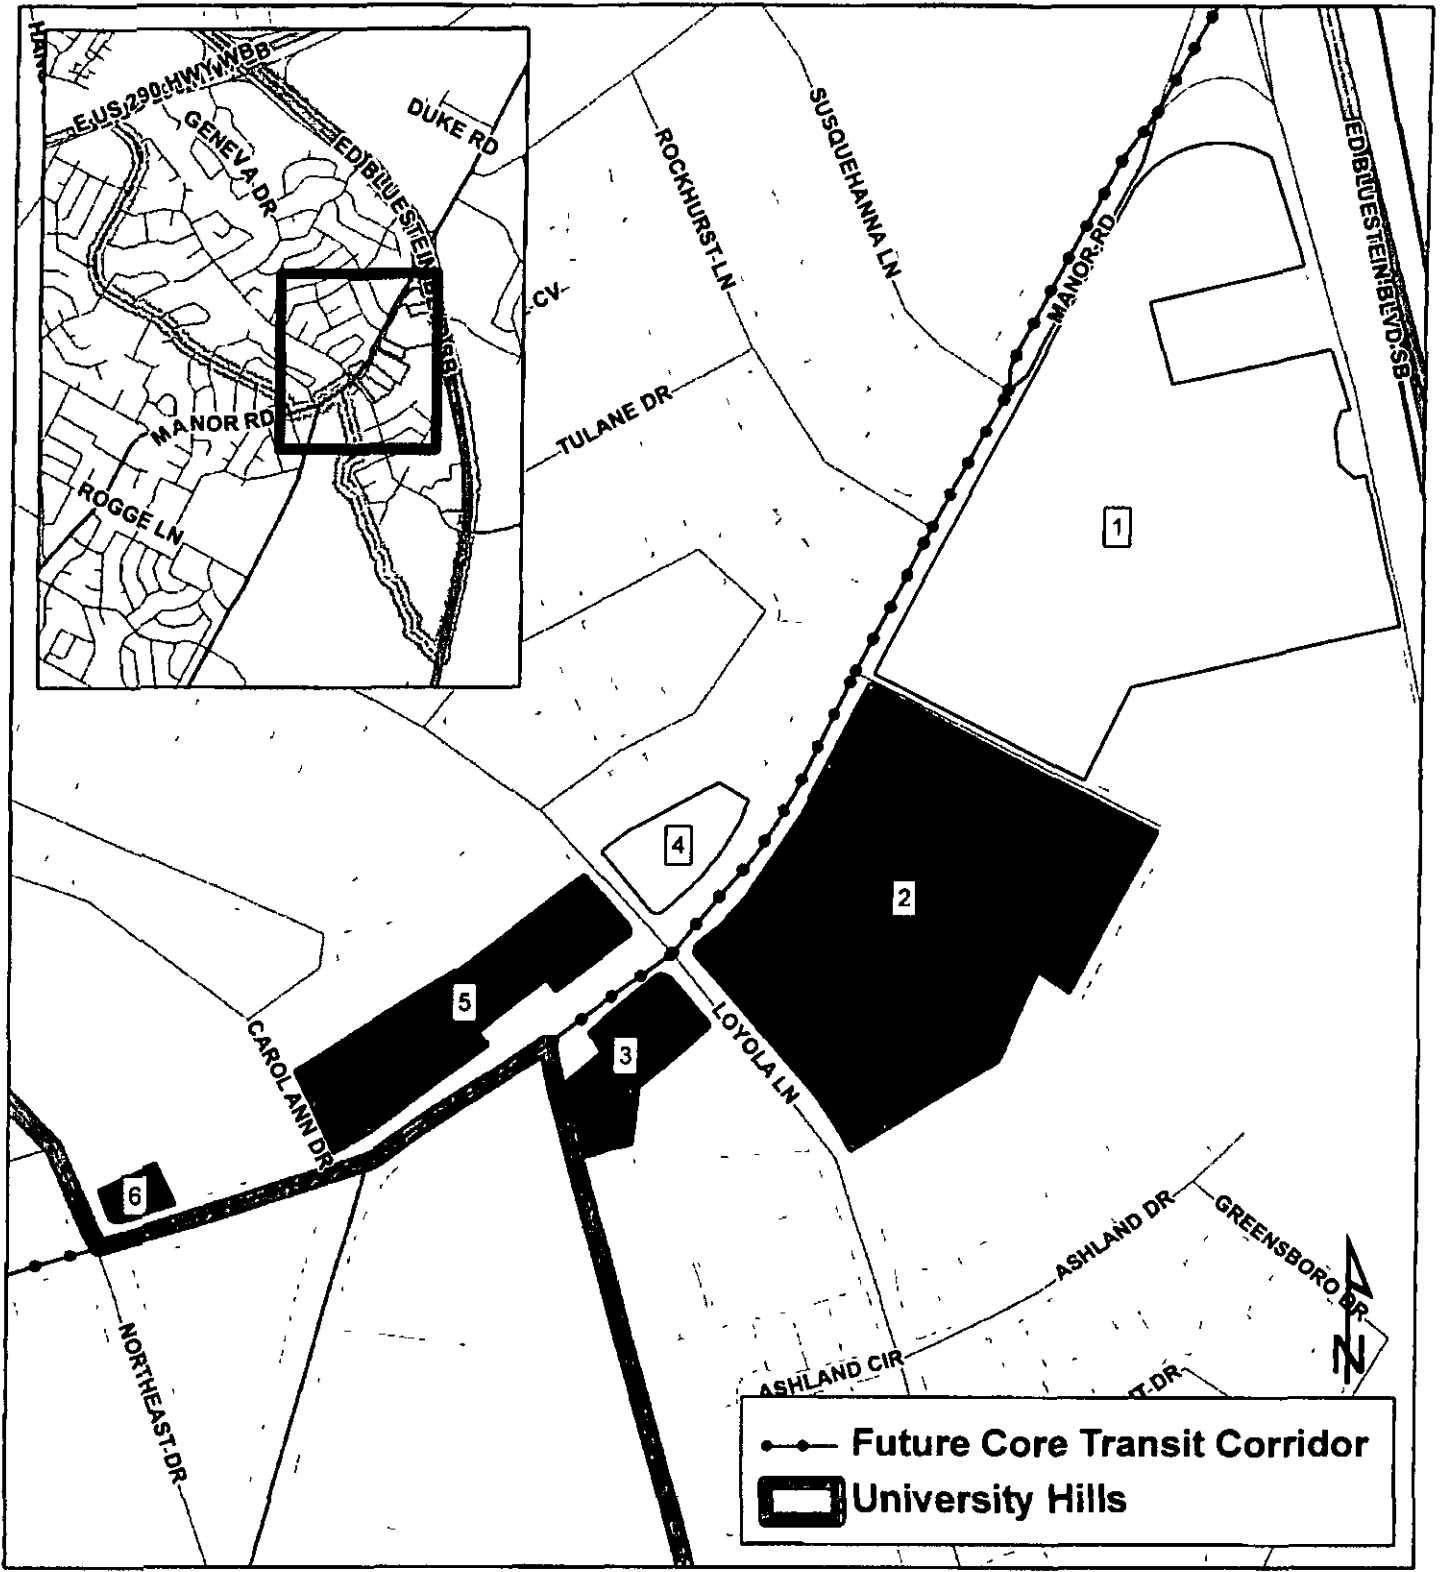 E US 290 HWY WB
GENEVA DR
ED BLUESTEIN
DUKE RD
MANOR RD
ROGGE LN
CV
ROCKHURST LN
SUSQUEHANNA LN
MANOR RD
ED BLUESTEIN BLVD SB
TULANE DR
1
2
4
5
3
6
LOYOLA LN
CAROL ANN DR
NORTHEAST DR
ASHLAND DR
GREENSBORO DR
ASHLAND CIR
T DR
N
Future Core Transit Corridor
University Hills